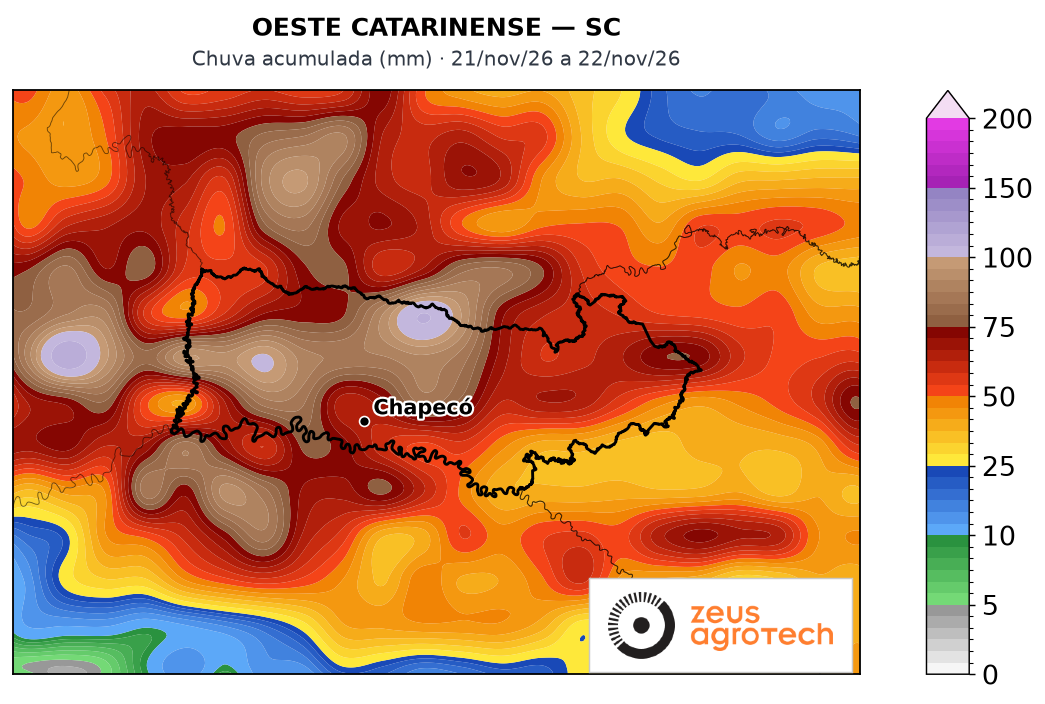 OESTE CATARINENSE — SC
Chuva acumulada (mm) · 21/nov/26 a 22/nov/26
Chapecó
200
150
100
75
50
25
10
5
0
zeus
agrotech